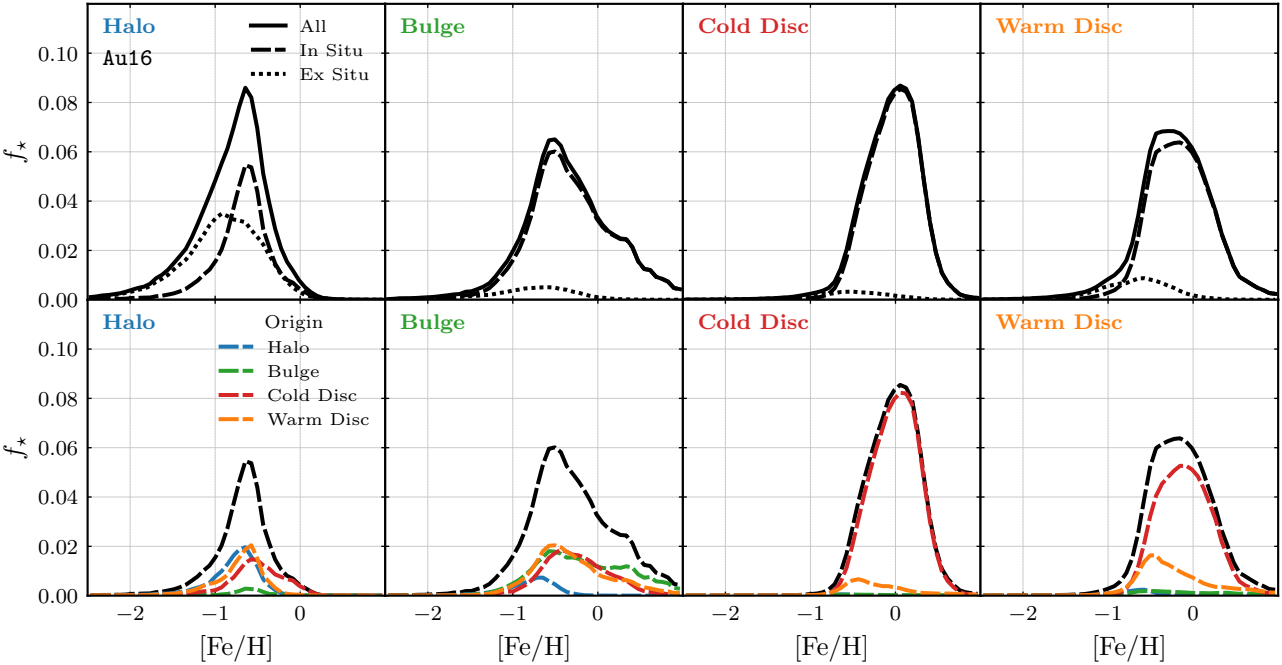 Halo
Au16
All
In Situ
Ex Situ
Bulge
Cold Disc
Warm Disc
f⋆
0.10
0.08
0.06
0.04
0.02
0.00
Halo
Origin
Halo
Bulge
Cold Disc
Warm Disc
Bulge
Cold Disc
Warm Disc
f⋆
0.10
0.08
0.06
0.04
0.02
0.00
−2 −1 0
−2 −1 0
−2 −1 0
−2 −1 0
[Fe/H]
[Fe/H]
[Fe/H]
[Fe/H]